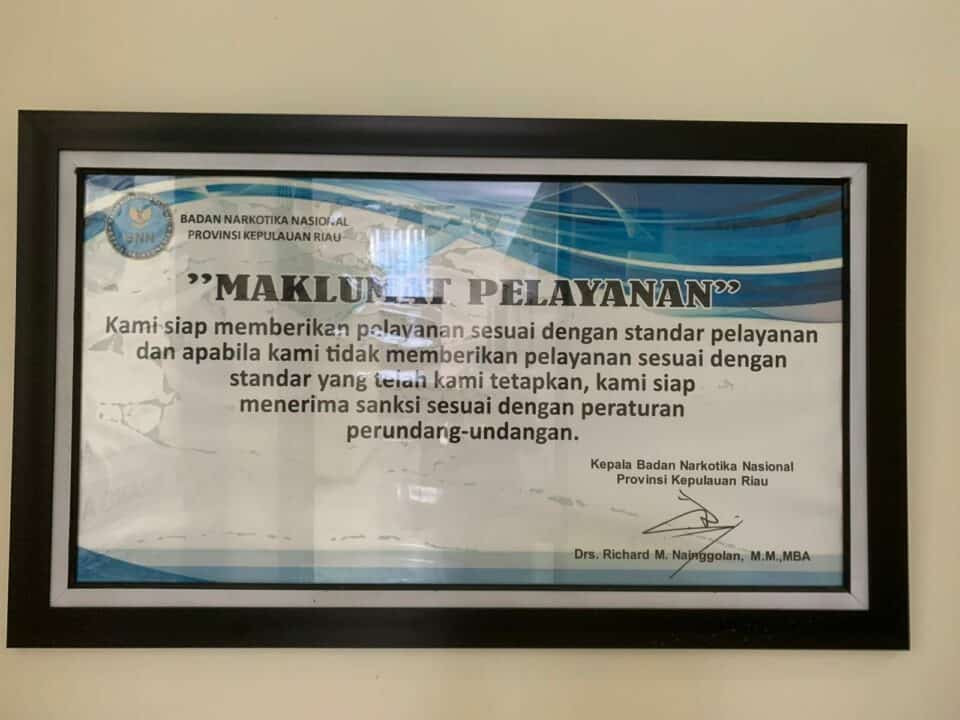 BNN
BADAN NARKOTIKA NASIONAL
PROVINSI KEPULAUAN RIAU
”MAKLUMAT PELAYANAN”
Kami siap memberikan pelayanan sesuai dengan standar pelayanan
dan apabila kami tidak memberikan pelayanan sesuai dengan
standar yang telah kami tetapkan, kami siap
menerima sanksi sesuai dengan peraturan
perundang-undangan.
Kepala Badan Narkotika Nasional
Provinsi Kepulauan Riau
Drs. Richard M. Nainggolan, M.M.,MBA